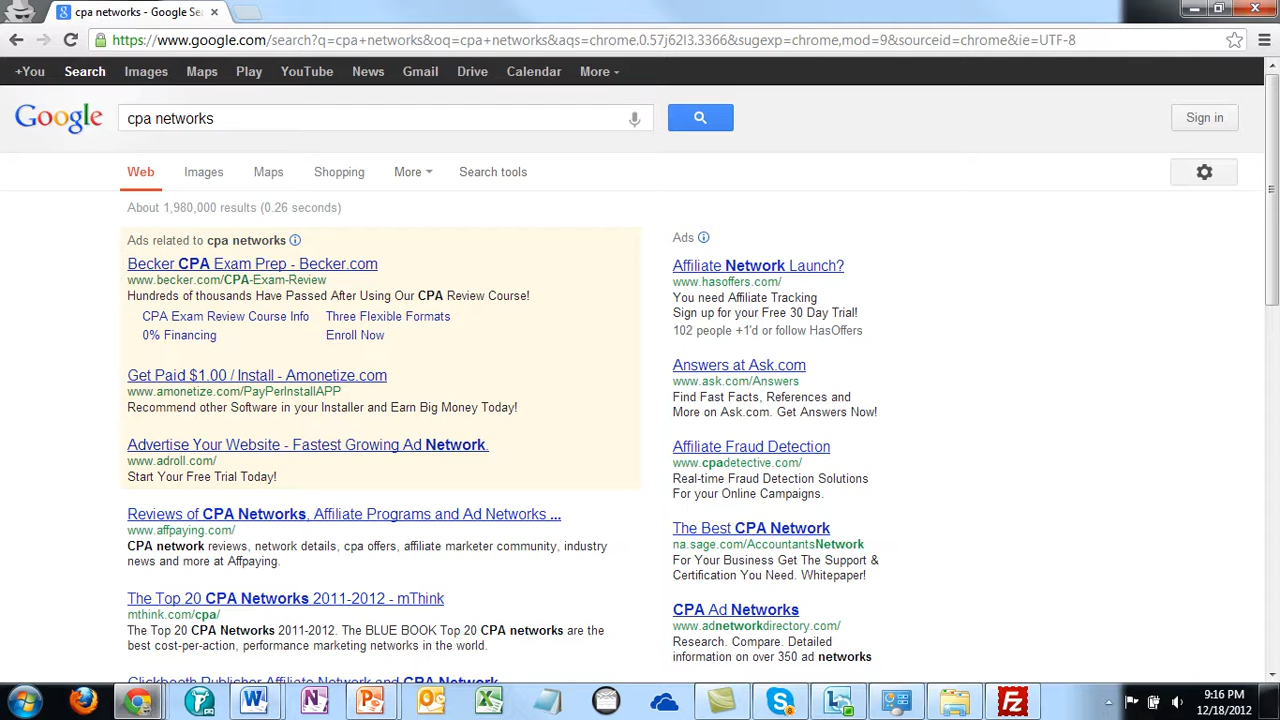 cpa networks - Google Sea
https://www.google.com/search?q=cpa+networks&oq=cpa+networks&aqs=chrome.0.57j62l3.3366&sugexp=chrome,mod=9&sourceid=chrome&ie=UTF-8
+You Search Images Maps Play YouTube News Gmail Drive Calendar More
Google cpa networks Sign in
Web Images Maps Shopping More Search tools
About 1,980,000 results (0.26 seconds)
Ads related to cpa networks
Becker CPA Exam Prep - Becker.com
www.becker.com/CPA-Exam-Review
Hundreds of thousands Have Passed After Using Our CPA Review Course!
CPA Exam Review Course Info Three Flexible Formats
0% Financing Enroll Now
Get Paid $1.00 / Install - Amonetize.com
www.amonetize.com/PayPerInstallAPP
Recommend other Software in your Installer and Earn Big Money Today!
Advertise Your Website - Fastest Growing Ad Network.
www.adroll.com/
Start Your Free Trial Today!
Reviews of CPA Networks, Affiliate Programs and Ad Networks ...
www.affpaying.com/
CPA network reviews, network details, cpa offers, affiliate marketer community, industry
news and more at Affpaying.
The Top 20 CPA Networks 2011-2012 - mThink
mthink.com/cpa/
The Top 20 CPA Networks 2011-2012. The BLUE BOOK Top 20 CPA networks are the
best cost-per-action, performance marketing networks in the world.
Clickbooth Publisher Affiliate Network and CPA Network
Ads
Affiliate Network Launch?
www.hasoffers.com/
You need Affiliate Tracking
Sign up for your Free 30 Day Trial!
102 people +1'd or follow HasOffers
Answers at Ask.com
www.ask.com/Answers
Find Fast Facts, References and
More on Ask.com. Get Answers Now!
Affiliate Fraud Detection
www.cpadetective.com/
Real-time Fraud Detection Solutions
For your Online Campaigns.
The Best CPA Network
na.sage.com/AccountantsNetwork
For Your Business Get The Support &
Certification You Need. Whitepaper!
CPA Ad Networks
www.adnetworkdirectory.com/
Research. Compare. Detailed
information on over 350 ad networks
9:16 PM
12/18/2012